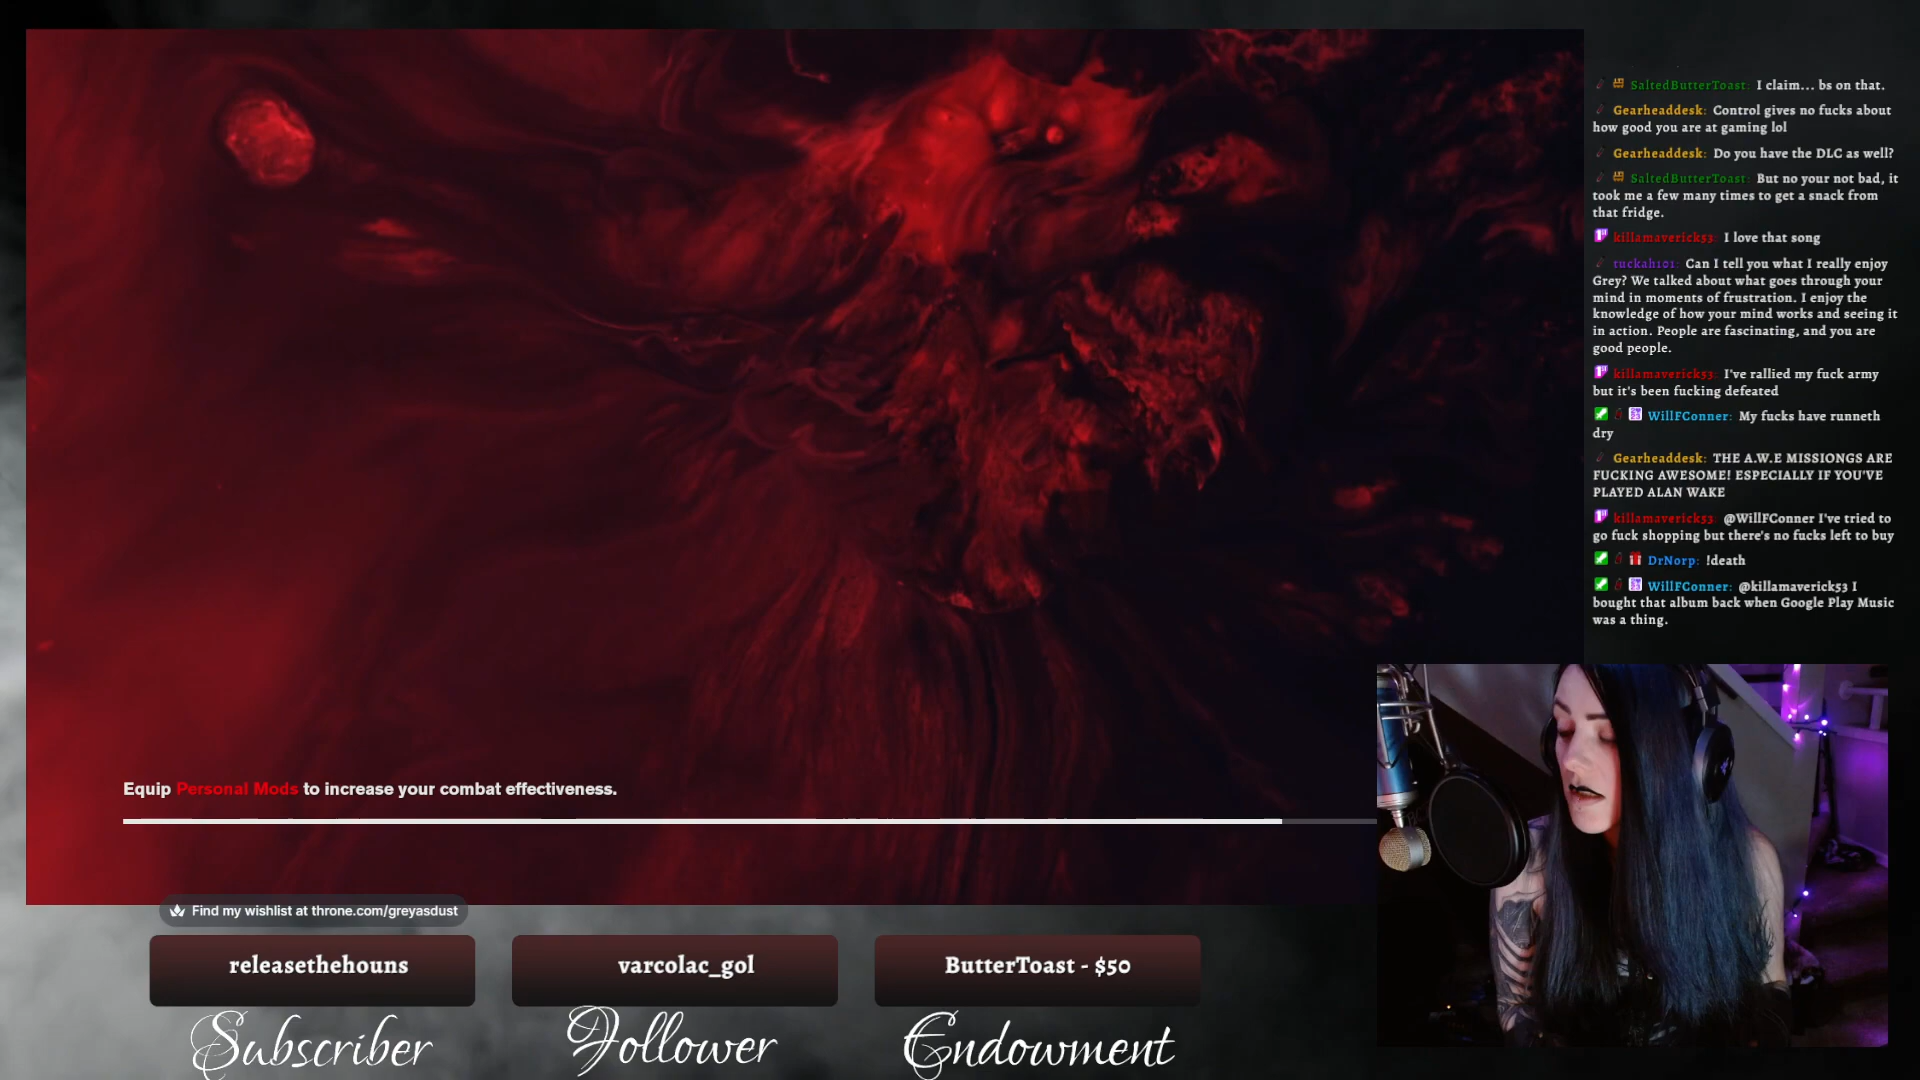 SaltedButterToast: I claim... bs on that.
Gearheaddesk: Control gives no fucks about
how good you are at gaming lol
Gearheaddesk: Do you have the DLC as well?
SaltedButterToast: But no your not bad, it
took me a few many times to get a snack from
that fridge.
killamaverick53: I love that song
tuckah101: Can I tell you what I really enjoy
Grey? We talked about what goes through your
mind in moments of frustration. I enjoy the
knowledge of how your mind works and seeing it
in action. People are fascinating, and you are
good people.
killamaverick53: I've rallied my fuck army
but it's been fucking defeated
WillFConner: My fucks have runneth
dry
Gearheaddesk: THE A.W.E MISSIONGS ARE
FUCKING AWESOME! ESPECIALLY IF YOU'VE
PLAYED ALAN WAKE
killamaverick53: @WillFConner I've tried to
go fuck shopping but there's no fucks left to buy
DrNorp: !death
WillFConner: @killamaverick53 I
bought that album back when Google Play Music
was a thing.
Equip Personal Mods to increase your combat effectiveness.
Find my wishlist at throne.com/greyasdust
releasethehouns
varcolac_gol
ButterToast - $50
Subscriber
Follower
Endowment